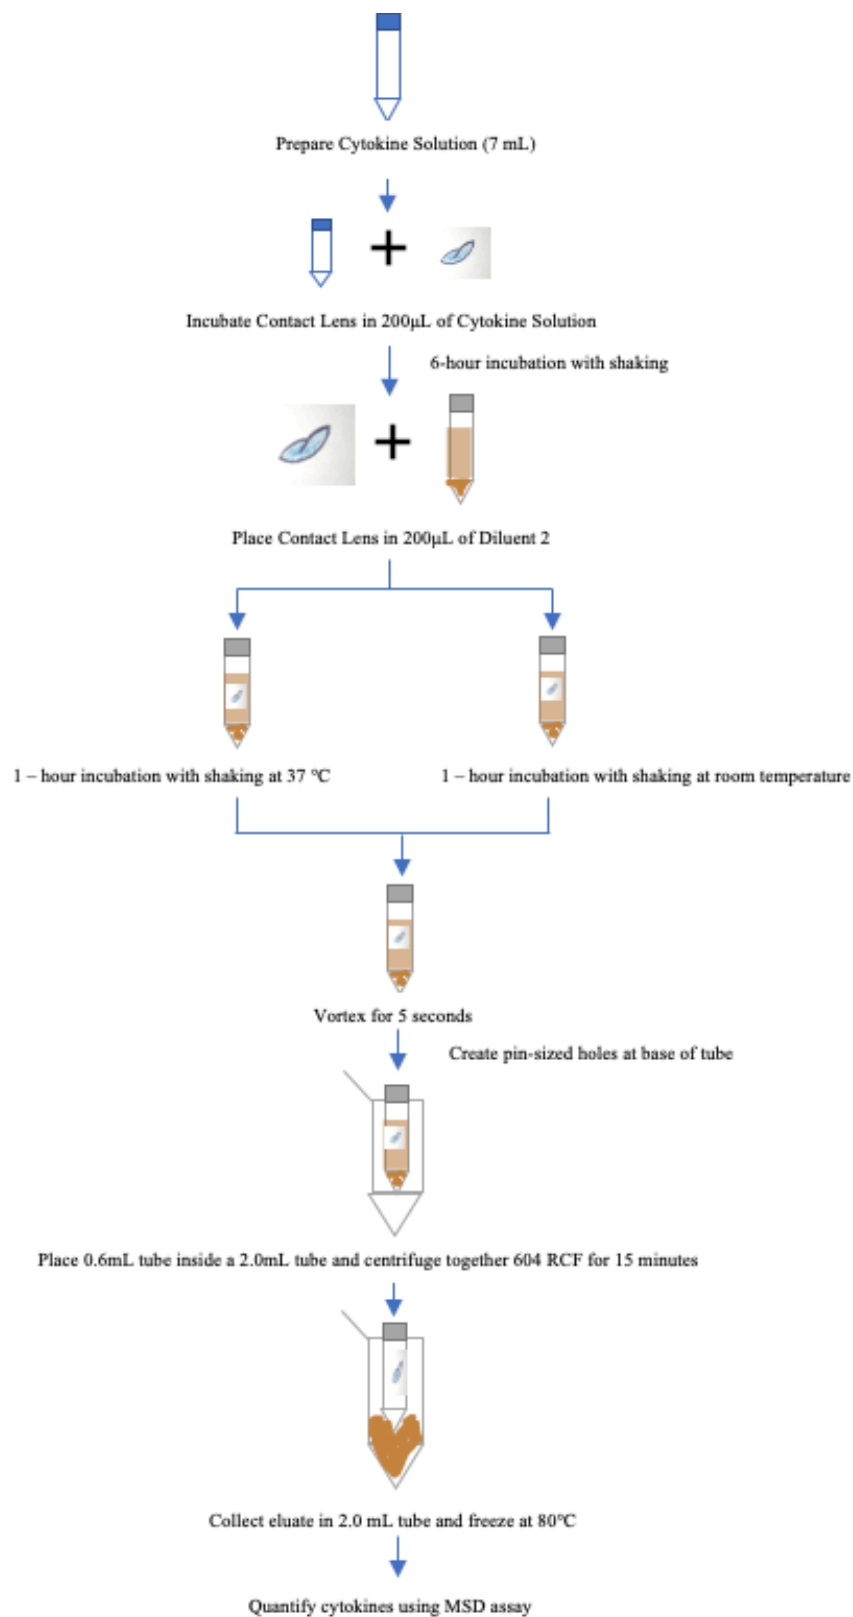 Prepare Cytokine Solution (7 mL)
Incubate Contact Lens in 200µL of Cytokine Solution
6-hour incubation with shaking
Place Contact Lens in 200µL of Diluent 2
1 – hour incubation with shaking at 37 °C
1 – hour incubation with shaking at room temperature
Vortex for 5 seconds
Create pin-sized holes at base of tube
Place 0.6mL tube inside a 2.0mL tube and centrifuge together 604 RCF for 15 minutes
Collect eluate in 2.0 mL tube and freeze at 80°C
Quantify cytokines using MSD assay